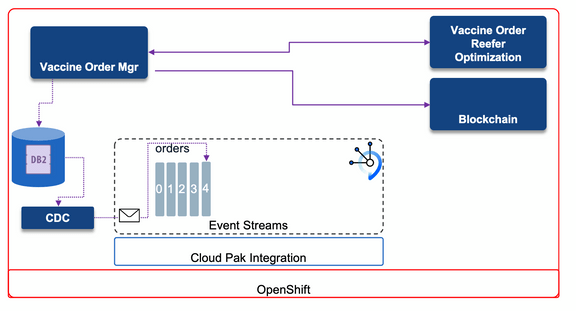 Vaccine Order Mgr
Vaccine Order
Reefer
Optimization
Blockchain
DB2
CDC
orders
0 1 2 3 4
Event Streams
Cloud Pak Integration
OpenShift